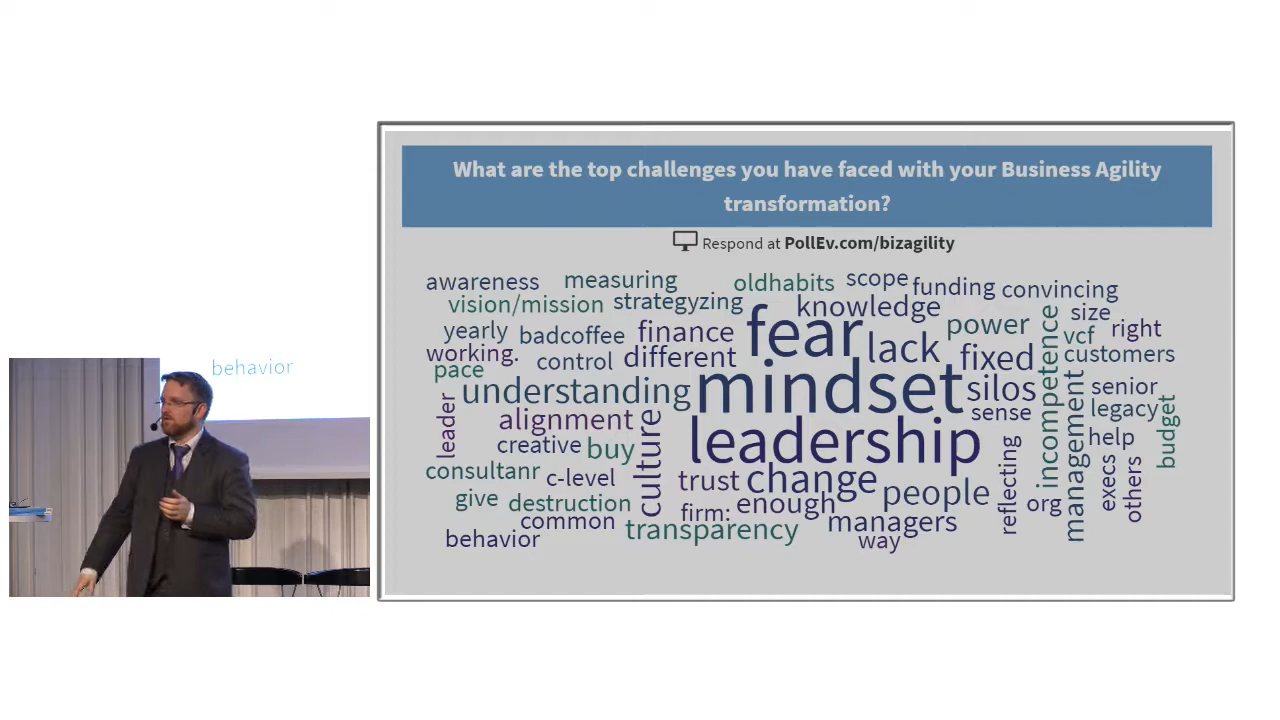 What are the top challenges you have faced with your Business Agility
transformation?
Respond at PollEv.com/bizagility
awareness measuring oldhabits scope funding convincing
vision/mission strategyzing knowledge size
yearly badcoffee finance fear power vcf right
working. control different lack fixed incompetence customers
pace understanding mindset silos management senior
leader alignment culture sense legacy budget
creative buy leadership reflecting help
consultanr c-level trust change people execs others
give destruction firm: enough org
common transparency managers
behavior way
behavior